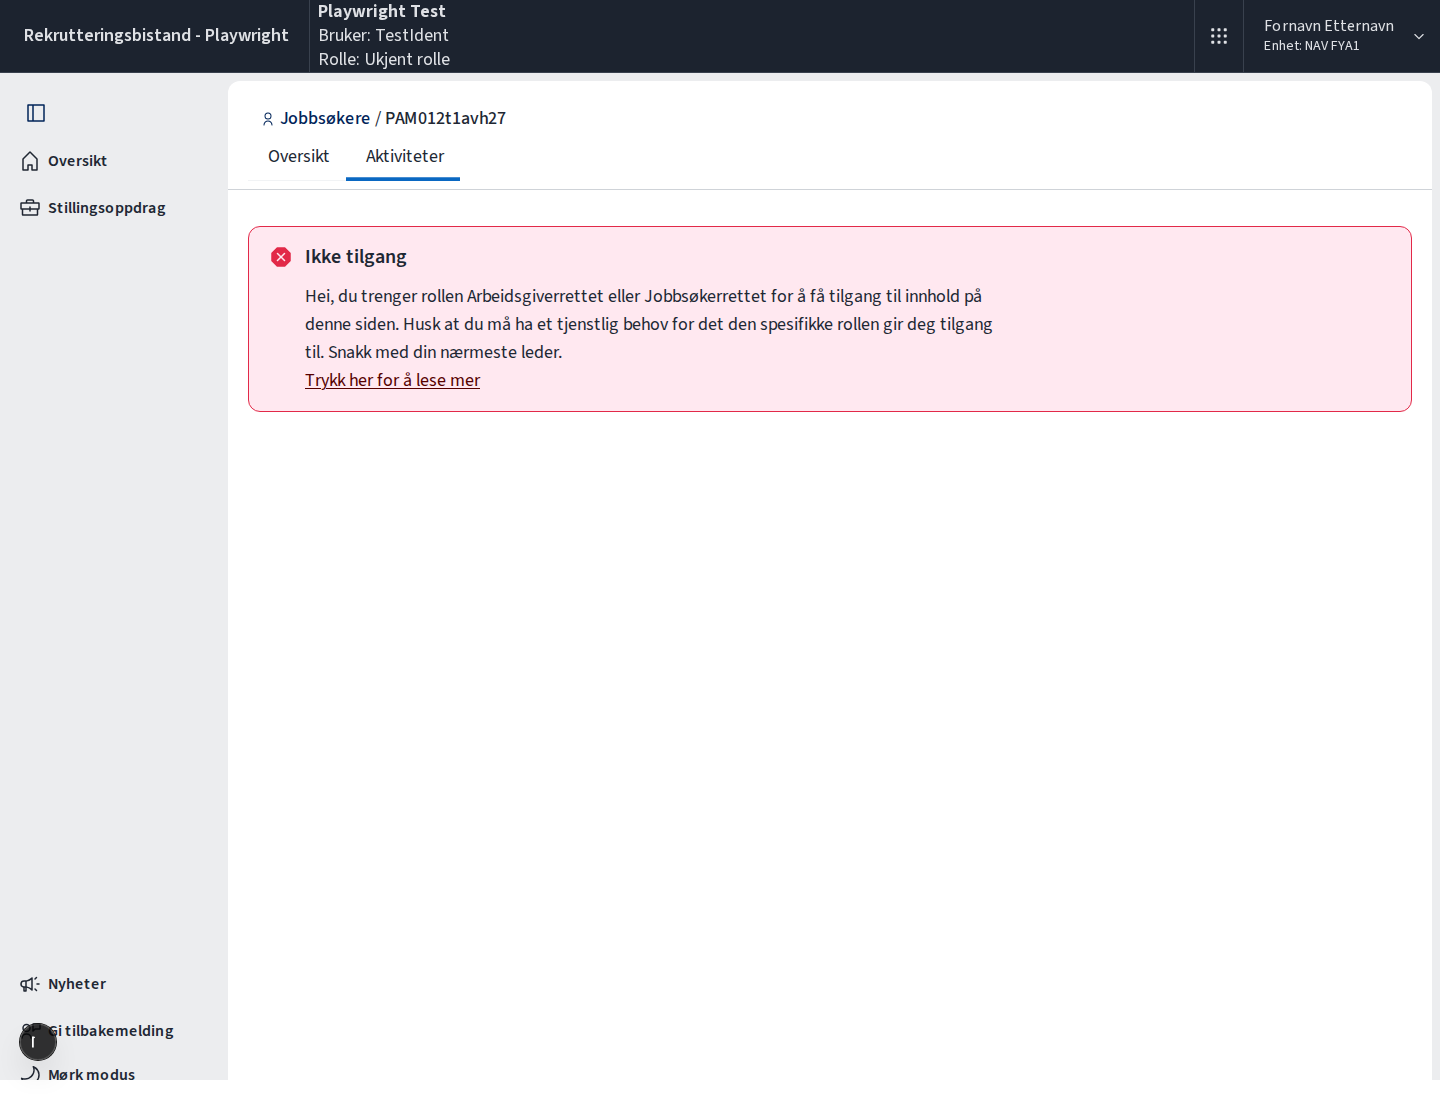 Rekrutteringsbistand - Playwright
Playwright Test
Bruker: TestIdent
Rolle: Ukjent rolle
Fornavn Etternavn
Enhet: NAV FYA1
Oversikt
Stillingsoppdrag
Jobbsøkere / PAM012t1avh27
Oversikt
Aktiviteter
Ikke tilgang
Hei, du trenger rollen Arbeidsgiverrettet eller Jobbsøkerrettet for å få tilgang til innhold på
denne siden. Husk at du må ha et tjenstlig behov for det den spesifikke rollen gir deg tilgang
til. Snakk med din nærmeste leder.
Trykk her for å lese mer
Nyheter
Gi tilbakemelding
Mørk modus